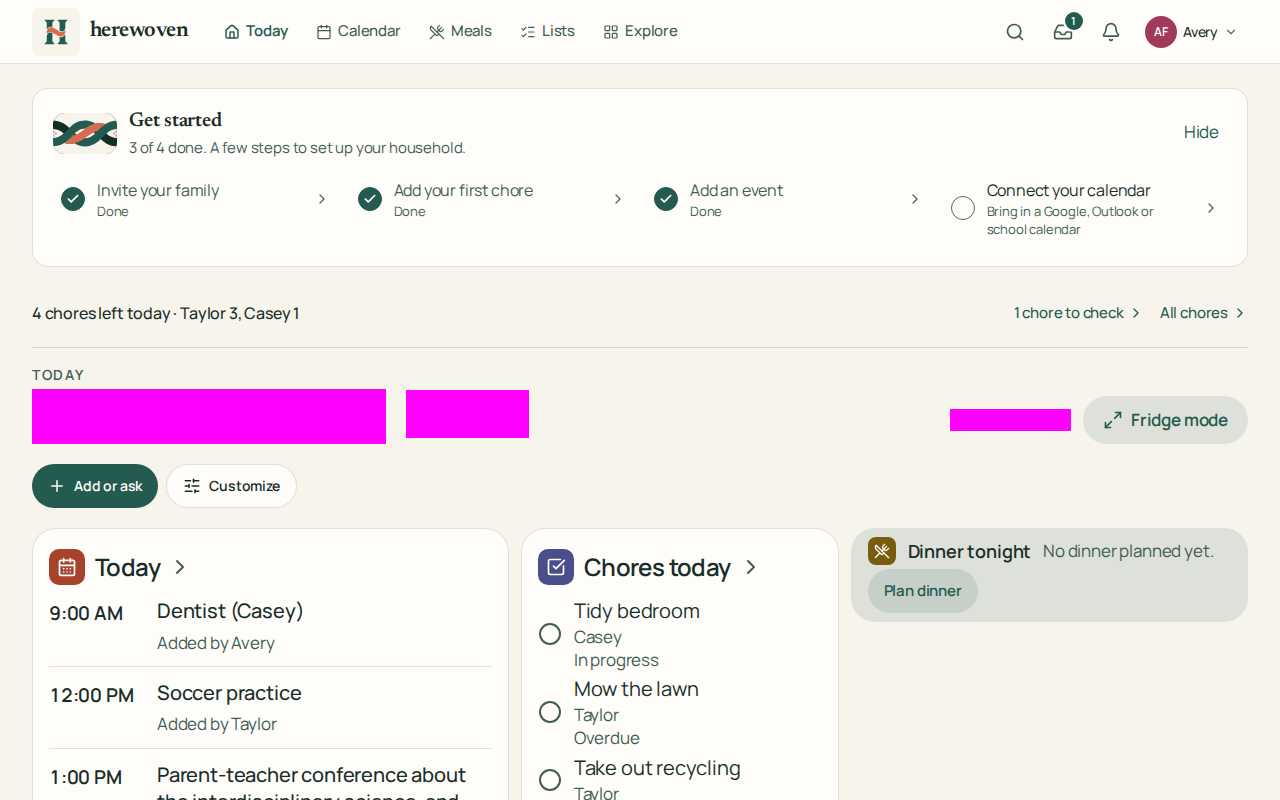 herewoven
Today
Calendar
Meals
Lists
Explore
1
AF
Avery
Get started
3 of 4 done. A few steps to set up your household.
Hide
Invite your family
Done
Add your first chore
Done
Add an event
Done
Connect your calendar
Bring in a Google, Outlook or
school calendar
4 chores left today · Taylor 3, Casey 1
1 chore to check
All chores
TODAY
Fridge mode
Add or ask
Customize
Today
9:00 AM
Dentist (Casey)
Added by Avery
12:00 PM
Soccer practice
Added by Taylor
1:00 PM
Parent-teacher conference about
the interdisciplinary science, and
Chores today
Tidy bedroom
Casey
In progress
Mow the lawn
Taylor
Overdue
Take out recycling
Taylor
Dinner tonight
No dinner planned yet.
Plan dinner